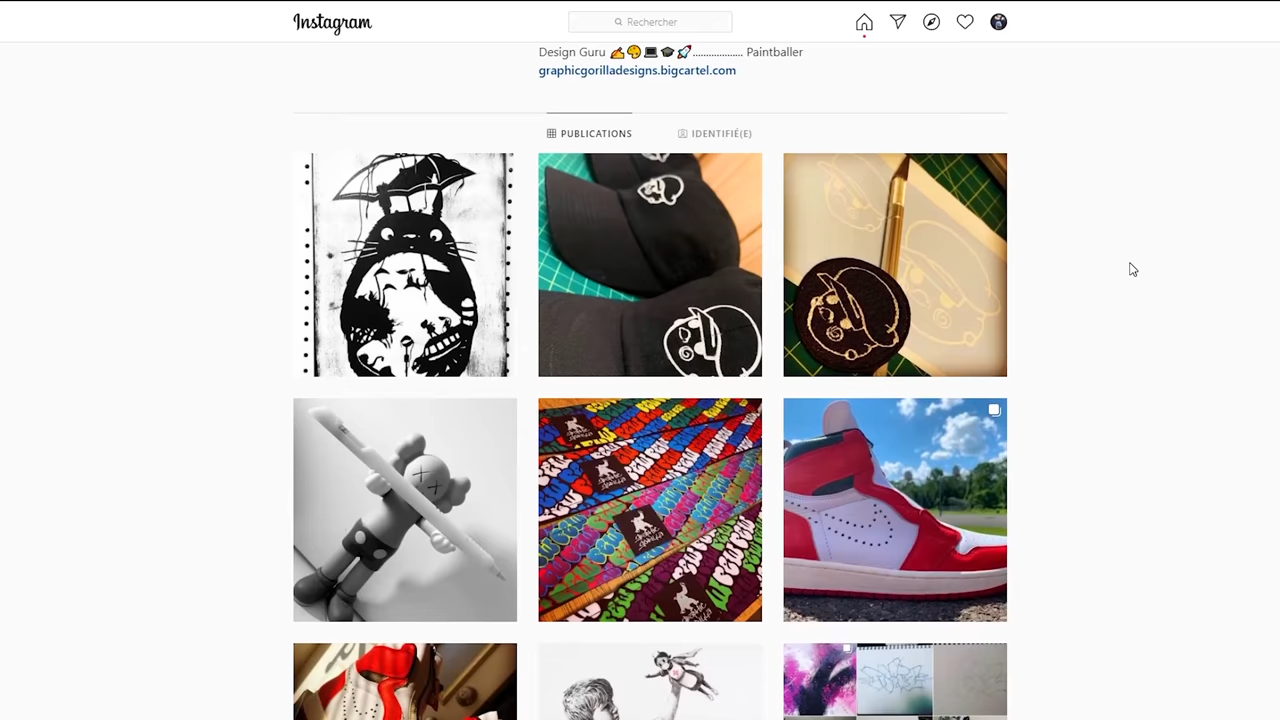 Instagram
Rechercher
Design Guru ✍️🎨💻🎓🚀................... Paintballer
graphicgorilladesigns.bigcartel.com
PUBLICATIONS
IDENTIFIÉ(E)